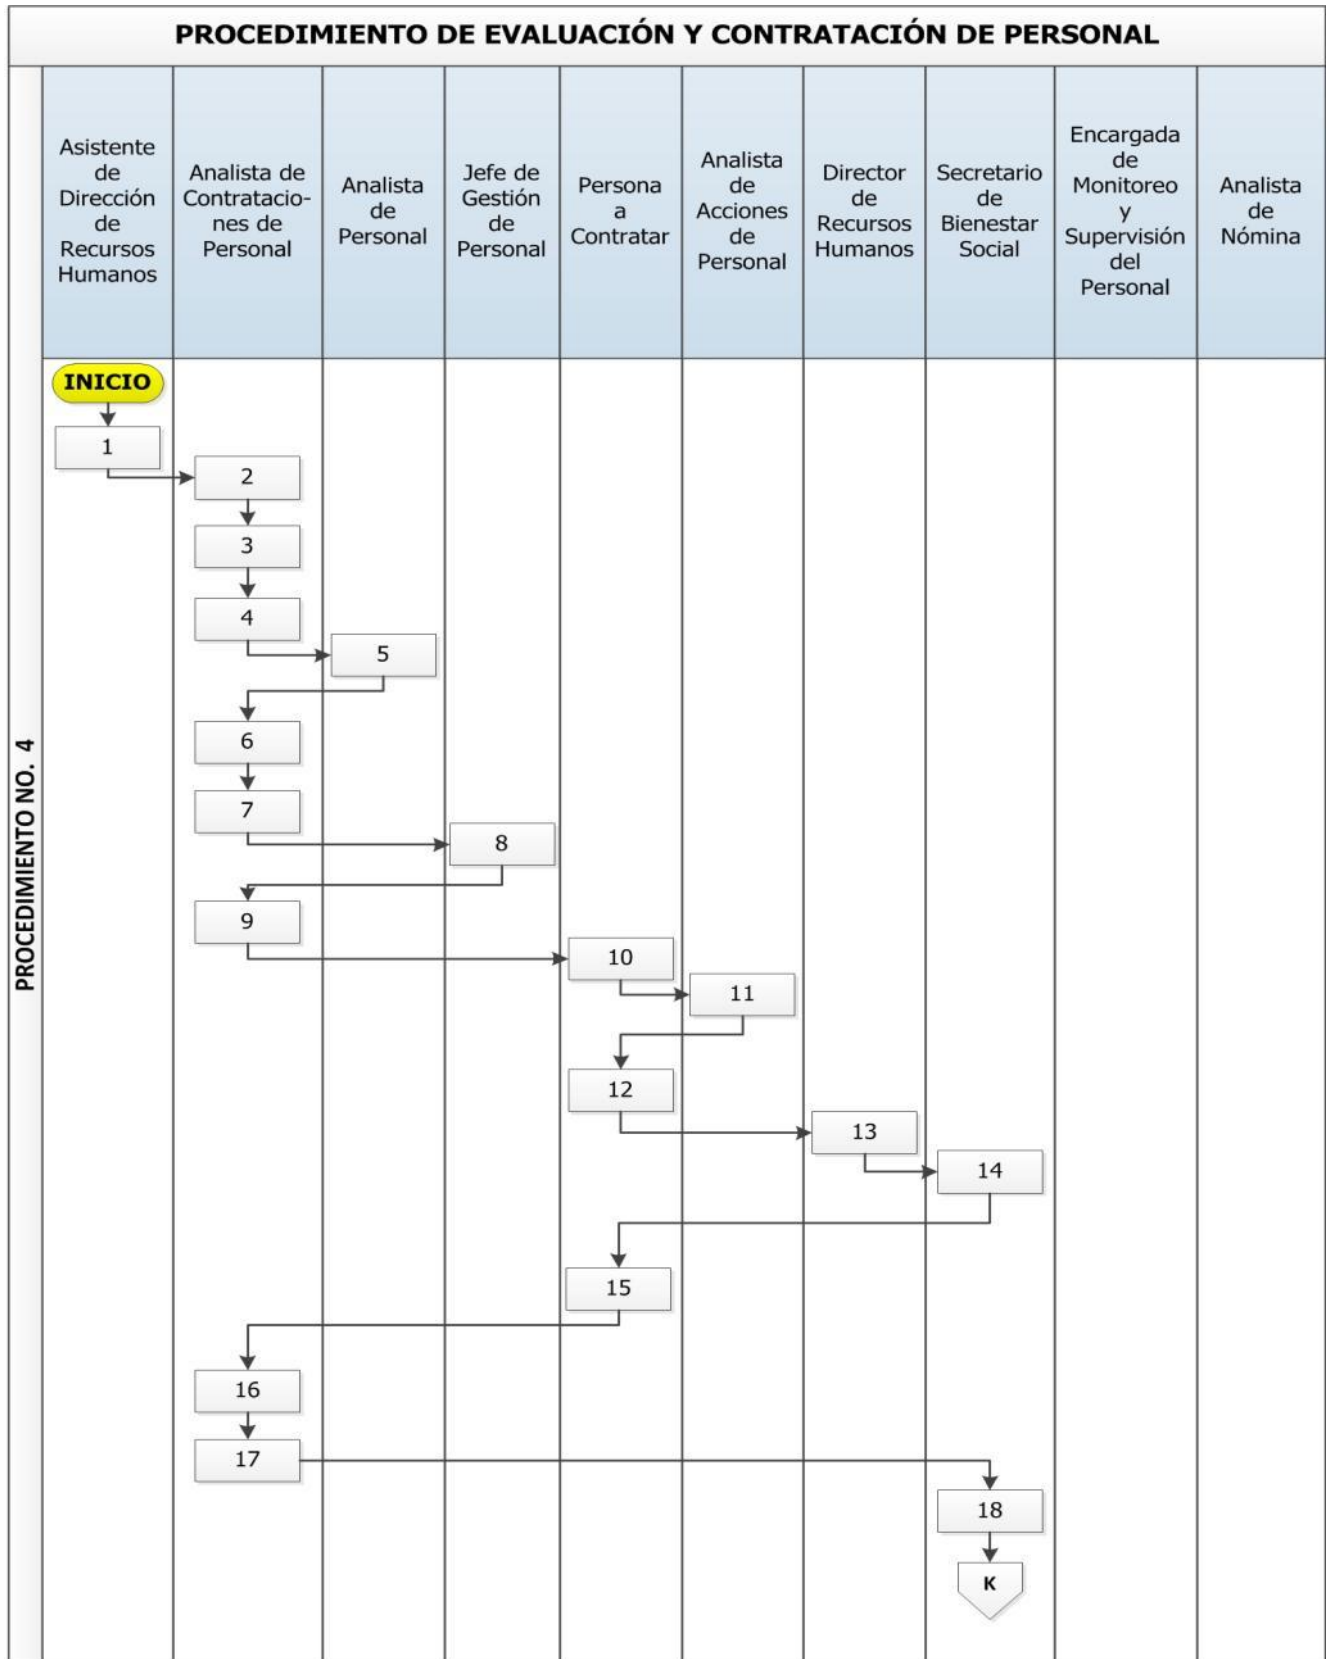 PROCEDIMIENTO DE EVALUACIÓN Y CONTRATACIÓN DE PERSONAL
PROCEDIMIENTO NO. 4
Asistente
de
Dirección
de
Recursos
Humanos
Analista de
Contratacio-
nes de
Personal
Analista
de
Personal
Jefe de
Gestión
de
Personal
Persona
a
Contratar
Analista
de
Acciones
de
Personal
Director
de
Recursos
Humanos
Secretario
de
Bienestar
Social
Encargada
de
Monitoreo
y
Supervisión
del
Personal
Analista
de
Nómina
INICIO
1
2
3
4
5
6
7
8
9
10
11
12
13
14
15
16
17
18
K